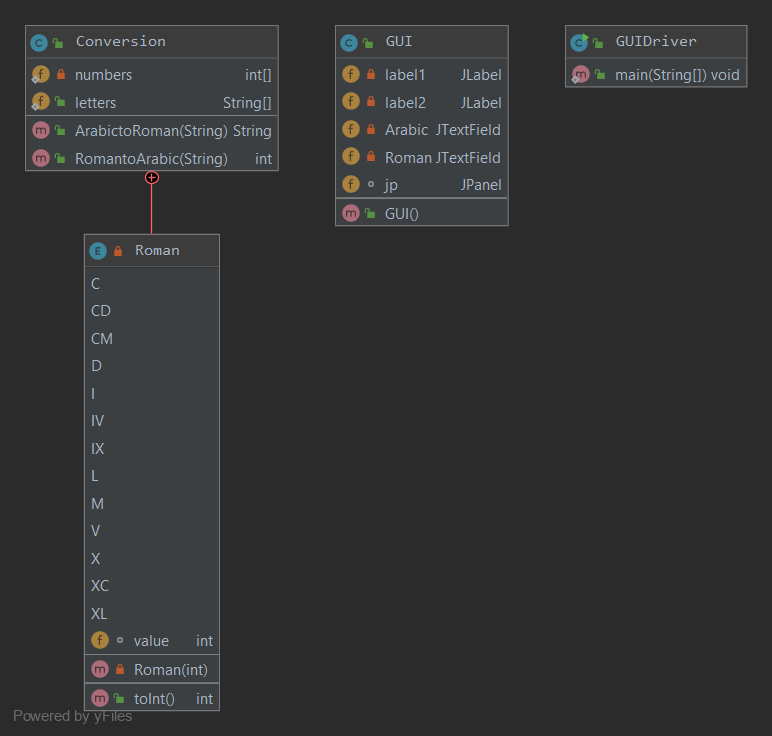 Conversion
numbers int[]
letters String[]
ArabictoRoman(String) String
RomantoArabic(String) int
GUI
label1 JLabel
label2 JLabel
Arabic JTextField
Roman JTextField
jp JPanel
GUI()
GUIDriver
main(String[]) void
Roman
C
CD
CM
D
I
IV
IX
L
M
V
X
XC
XL
value int
Roman(int)
toInt() int
Powered by yFiles